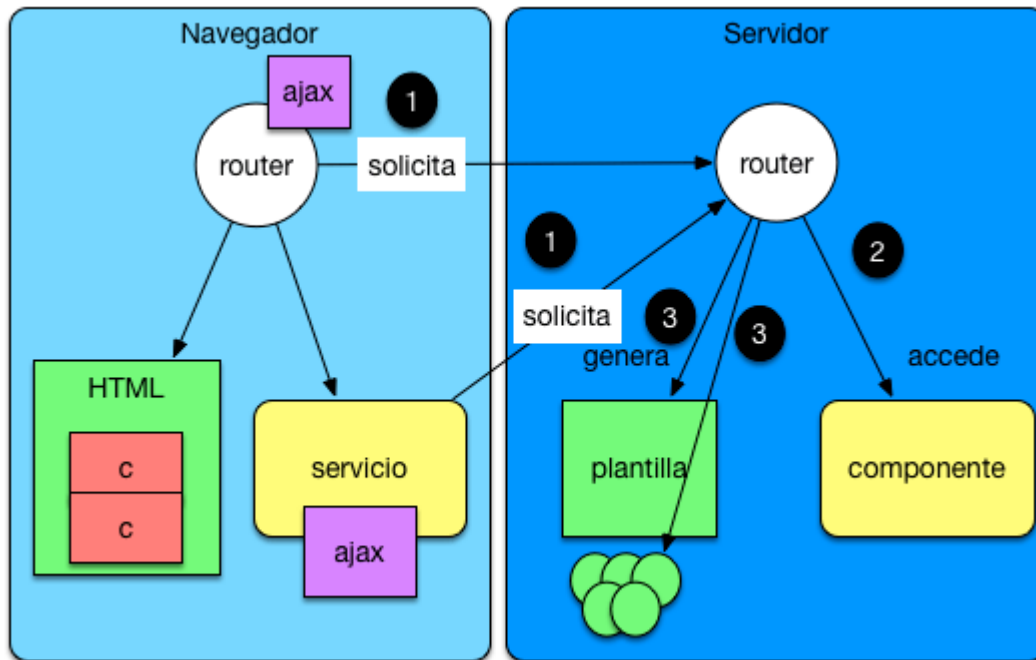 Navegador
Servidor
ajax
1
router
solicita
router
1
2
solicita
3
3
genera
accede
HTML
c
servicio
plantilla
componente
c
ajax